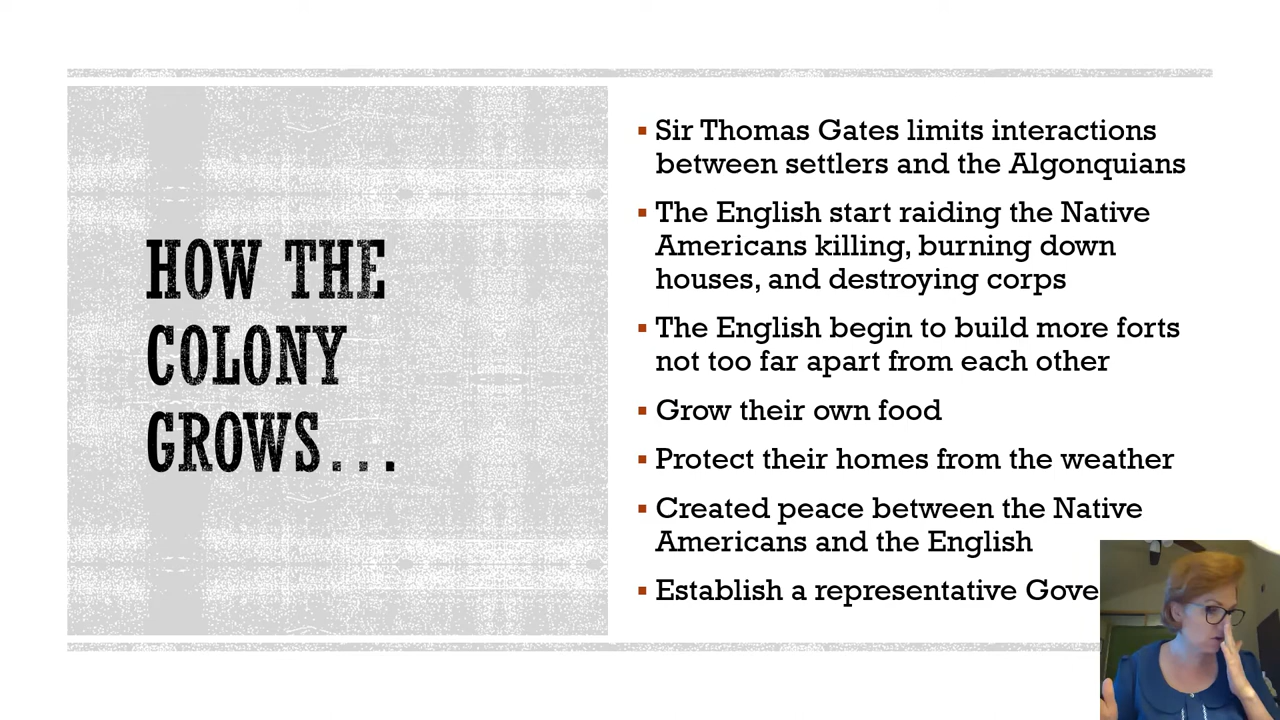 HOW THE
COLONY
GROWS...
Sir Thomas Gates limits interactions
between settlers and the Algonquians
The English start raiding the Native
Americans killing, burning down
houses, and destroying corps
The English begin to build more forts
not too far apart from each other
Grow their own food
Protect their homes from the weather
Created peace between the Native
Americans and the English
Establish a representative Gove